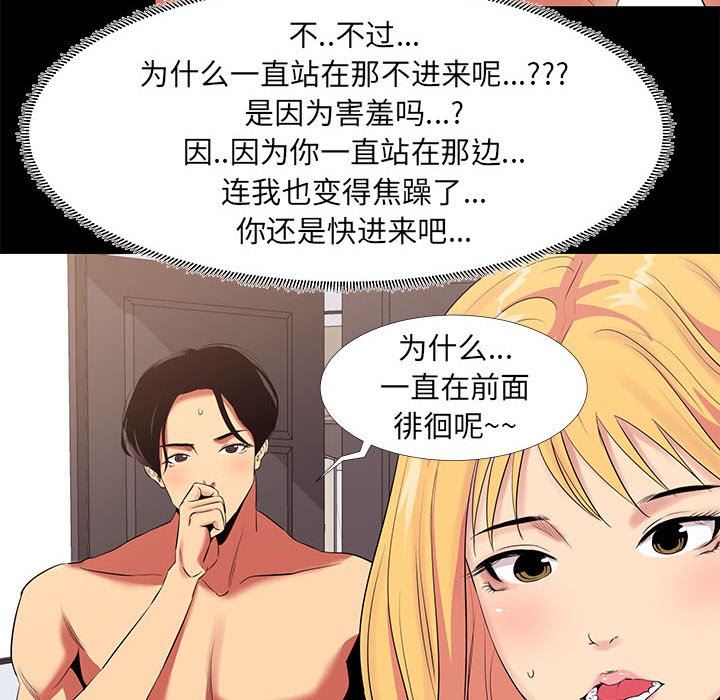 不..不过...
为什么一直站在那不进来呢...???
是因为害羞吗...?
因..因为你一直站在那边...
连我也变得焦躁了...
你还是快进来吧...
为什么...
一直在前面
徘徊呢~~